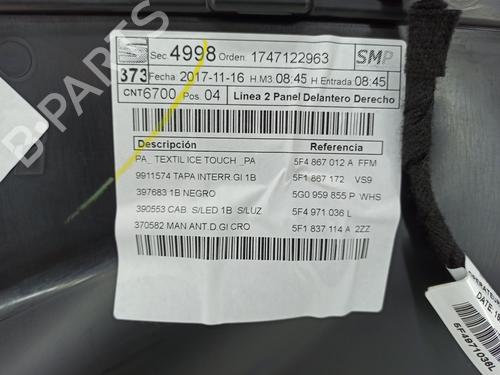 Sec. 4998 Orden. 1747122963 SMP
373 Fecha: 2017-11-16 H.M3 08:45 H.Entrada 08:45
CNT 6700 Pos. 04 Linea 2 Panel Delantero Derecho
Descripción Referencia
PA_ TEXTIL ICE TOUCH _PA 5F4 867 012 A FFM
9911574 TAPA INTERR.GI 1B 5F1 867 172 VS9
397683 1B NEGRO 5G0 959 855 P WHS
390553 CAB S/LED 1B S/LUZ 5F4 971 036 L
370582 MAN ANT.D.GI CRO 5F1 837 114 A 2ZZ
5F4971036L
B-PARTS